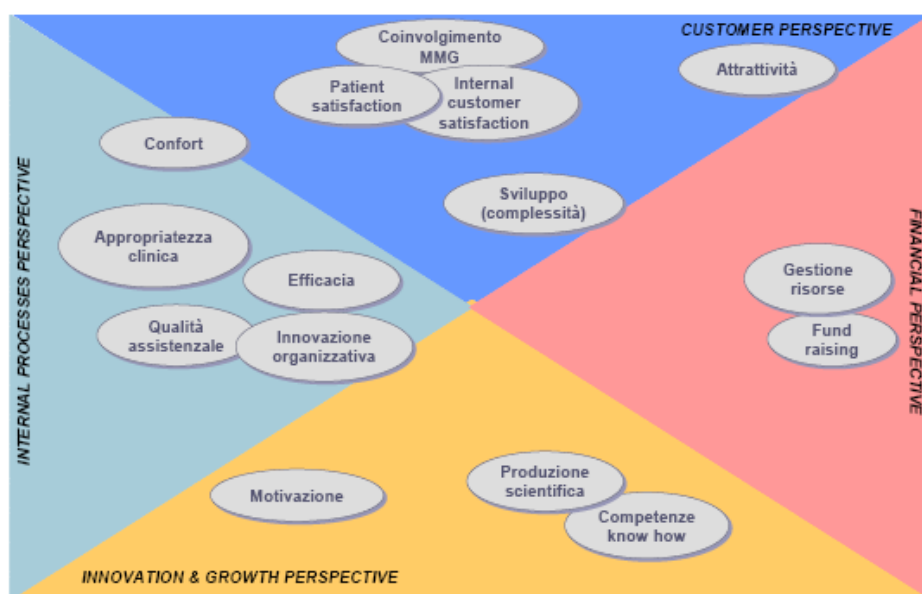 CUSTOMER PERSPECTIVE
Coinvolgimento
MMG
Attrattività
Patient
satisfaction
Internal
customer
satisfaction
Confort
Sviluppo
(complessità)
INTERNAL PROCESSES PERSPECTIVE
Appropriatezza
clinica
Efficacia
Qualità
assistenzale
Innovazione
organizzativa
FINANCIAL PERSPECTIVE
Gestione
risorse
Fund
raising
Motivazione
Produzione
scientifica
Competenze
know how
INNOVATION & GROWTH PERSPECTIVE